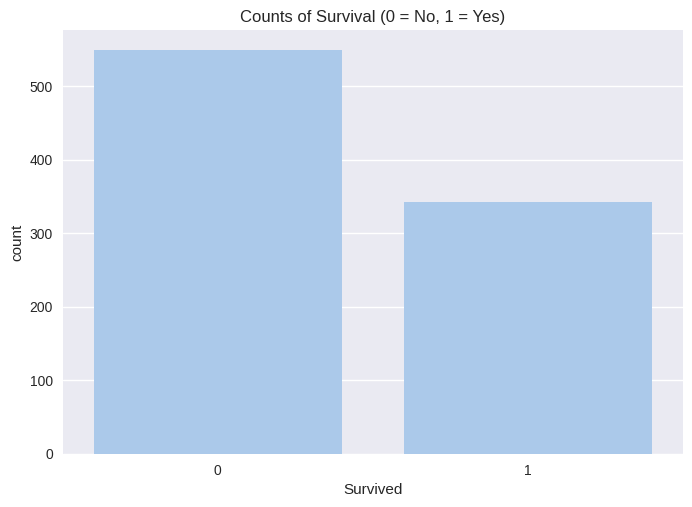 Counts of Survival (0 = No, 1 = Yes)
500
400
300
200
100
0
count
0 1
Survived